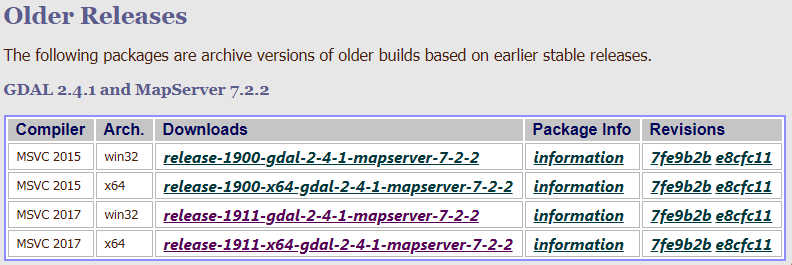 Older Releases
The following packages are archive versions of older builds based on earlier stable releases.
GDAL 2.4.1 and MapServer 7.2.2
Compiler Arch. Downloads Package Info Revisions
MSVC 2015 win32 release-1900-gdal-2-4-1-mapserver-7-2-2 information 7fe9b2b e8cfc11
MSVC 2015 x64 release-1900-x64-gdal-2-4-1-mapserver-7-2-2 information 7fe9b2b e8cfc11
MSVC 2017 win32 release-1911-gdal-2-4-1-mapserver-7-2-2 information 7fe9b2b e8cfc11
MSVC 2017 x64 release-1911-x64-gdal-2-4-1-mapserver-7-2-2 information 7fe9b2b e8cfc11